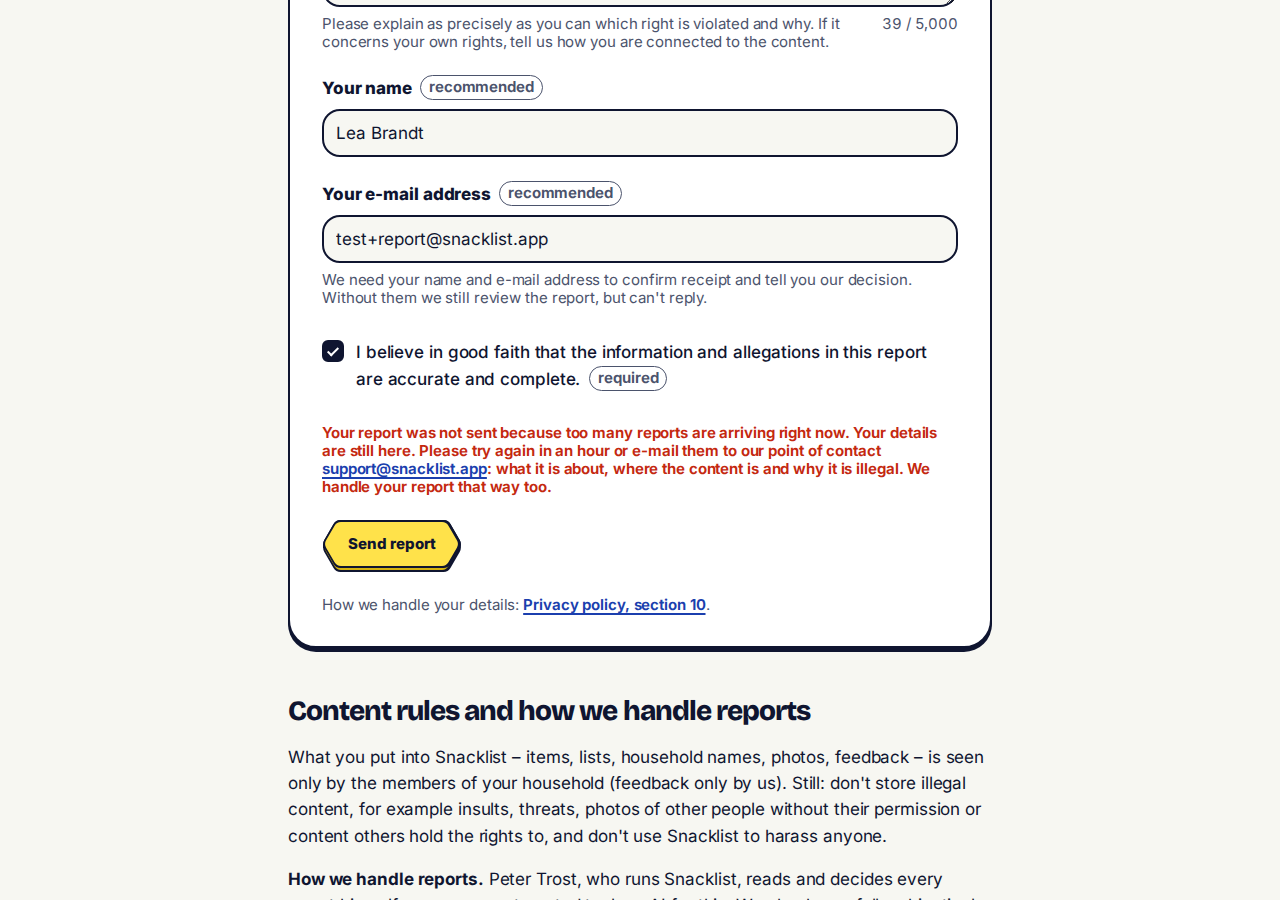 Please explain as precisely as you can which right is violated and why. If it
concerns your own rights, tell us how you are connected to the content.
39 / 5,000
Your name recommended
Lea Brandt
Your e-mail address recommended
test+report@snacklist.app
We need your name and e-mail address to confirm receipt and tell you our decision.
Without them we still review the report, but can't reply.
I believe in good faith that the information and allegations in this report
are accurate and complete. required
Your report was not sent because too many reports are arriving right now. Your details
are still here. Please try again in an hour or e-mail them to our point of contact
support@snacklist.app: what it is about, where the content is and why it is illegal. We
handle your report that way too.
Send report
How we handle your details: Privacy policy, section 10.
Content rules and how we handle reports
What you put into Snacklist – items, lists, household names, photos, feedback – is seen
only by the members of your household (feedback only by us). Still: don't store illegal
content, for example insults, threats, photos of other people without their permission or
content others hold the rights to, and don't use Snacklist to harass anyone.
How we handle reports. Peter Trost, who runs Snacklist, reads and decides every